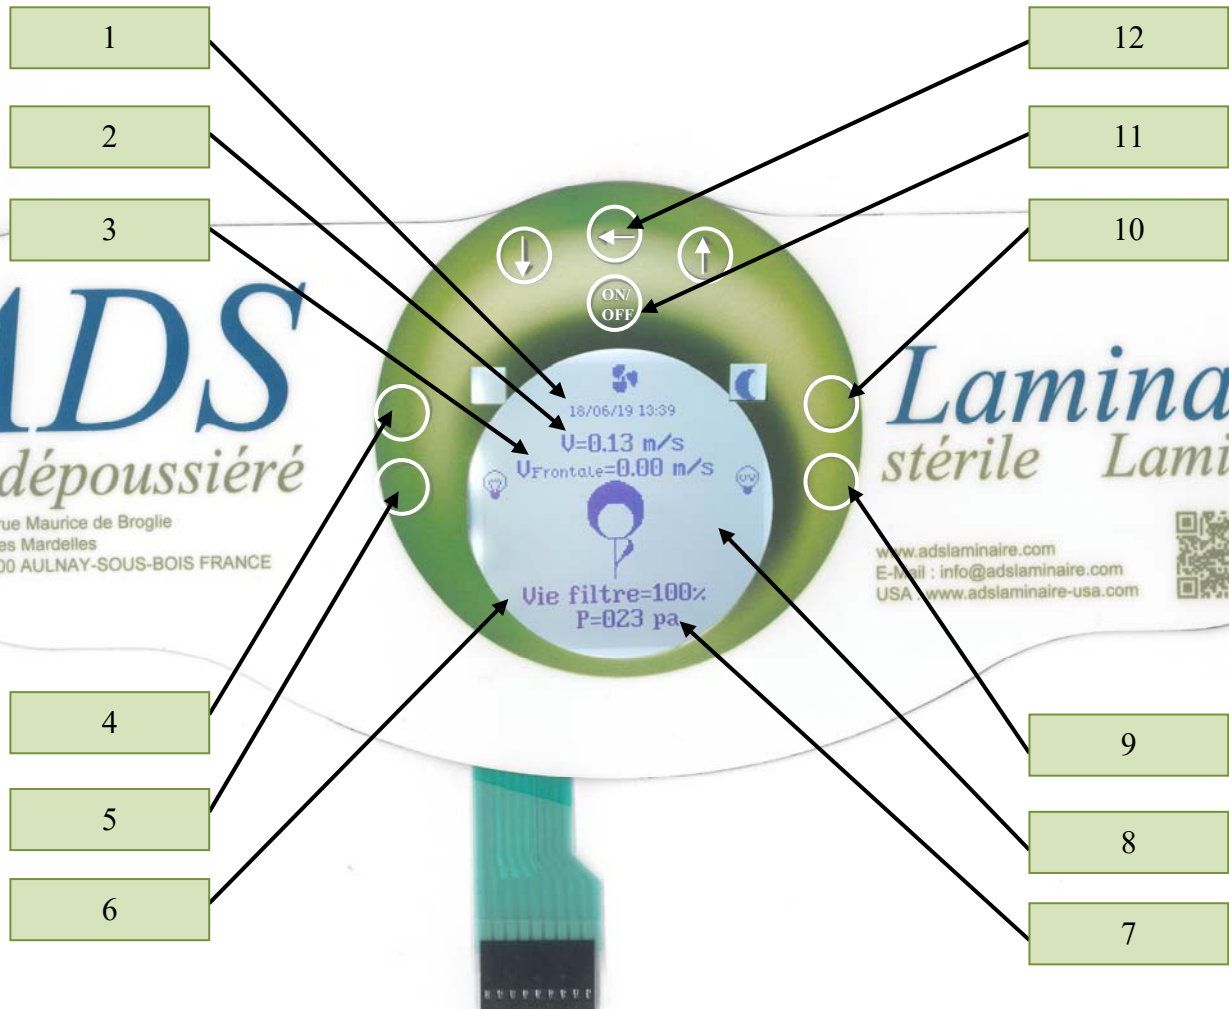 1
12
2
11
3
10
ON/
OFF
ADS
dépoussiéré
rue Maurice de Broglie
es Mardelles
00 AULNAY-SOUS-BOIS FRANCE
18/06/19 13:39
V=0.13 m/s
VFrontale=0.00 m/s
UV
Vie filtre=100%
P=023 pa
Lamina
stérile Lami
www.adslaminaire.com
E-Mail : info@adslaminaire.com
USA : www.adslaminaire-usa.com
4
9
5
8
6
7